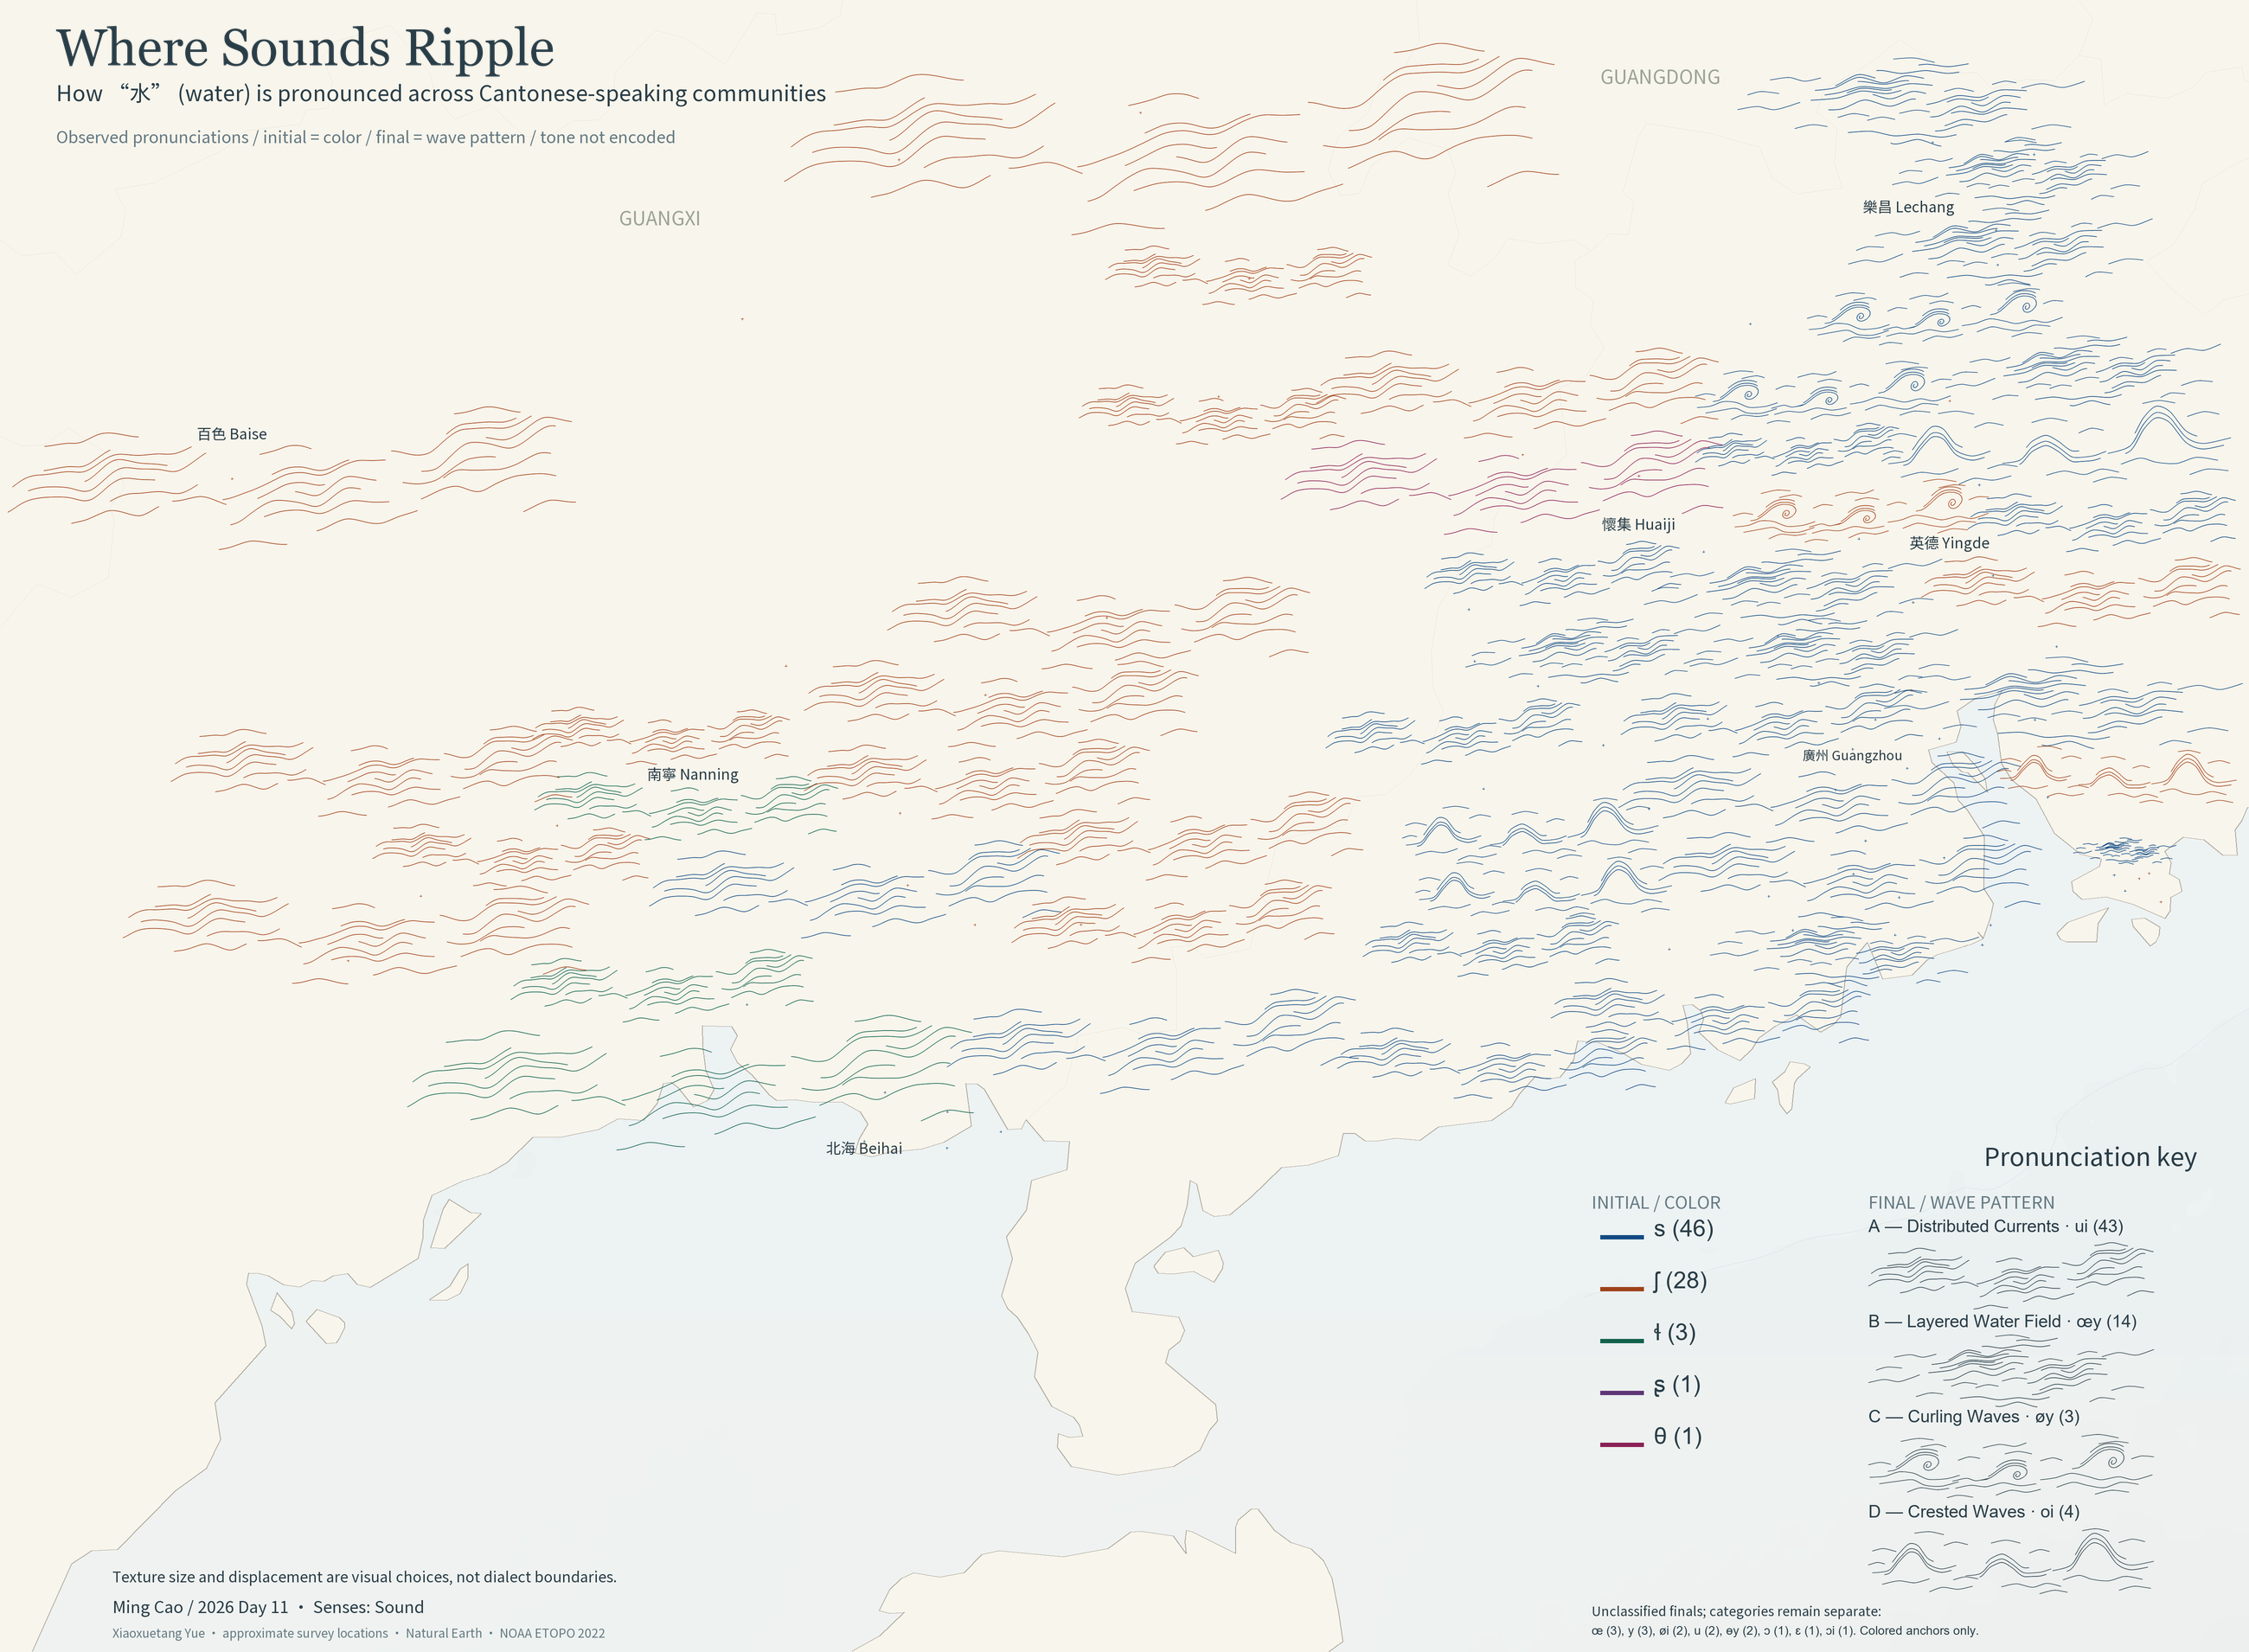 Where Sounds Ripple
How “水” (water) is pronounced across Cantonese-speaking communities
Observed pronunciations / initial = color / final = wave pattern / tone not encoded
GUANGDONG
GUANGXI
樂昌 Lechang
百色 Baise
懷集 Huaiji
英德 Yingde
廣州 Guangzhou
南寧 Nanning
北海 Beihai
Pronunciation key
INITIAL / COLOR
s (46)
ʃ (28)
ɬ (3)
ʂ (1)
θ (1)
FINAL / WAVE PATTERN
A — Distributed Currents · ui (43)
B — Layered Water Field · œy (14)
C — Curling Waves · øy (3)
D — Crested Waves · oi (4)
Unclassified finals; categories remain separate:
œ (3), y (3), øi (2), u (2), ɵy (2), ɔ (1), ɛ (1), ɔi (1). Colored anchors only.
Texture size and displacement are visual choices, not dialect boundaries.
Ming Cao / 2026 Day 11 • Senses: Sound
Xiaoxuetang Yue • approximate survey locations • Natural Earth • NOAA ETOPO 2022